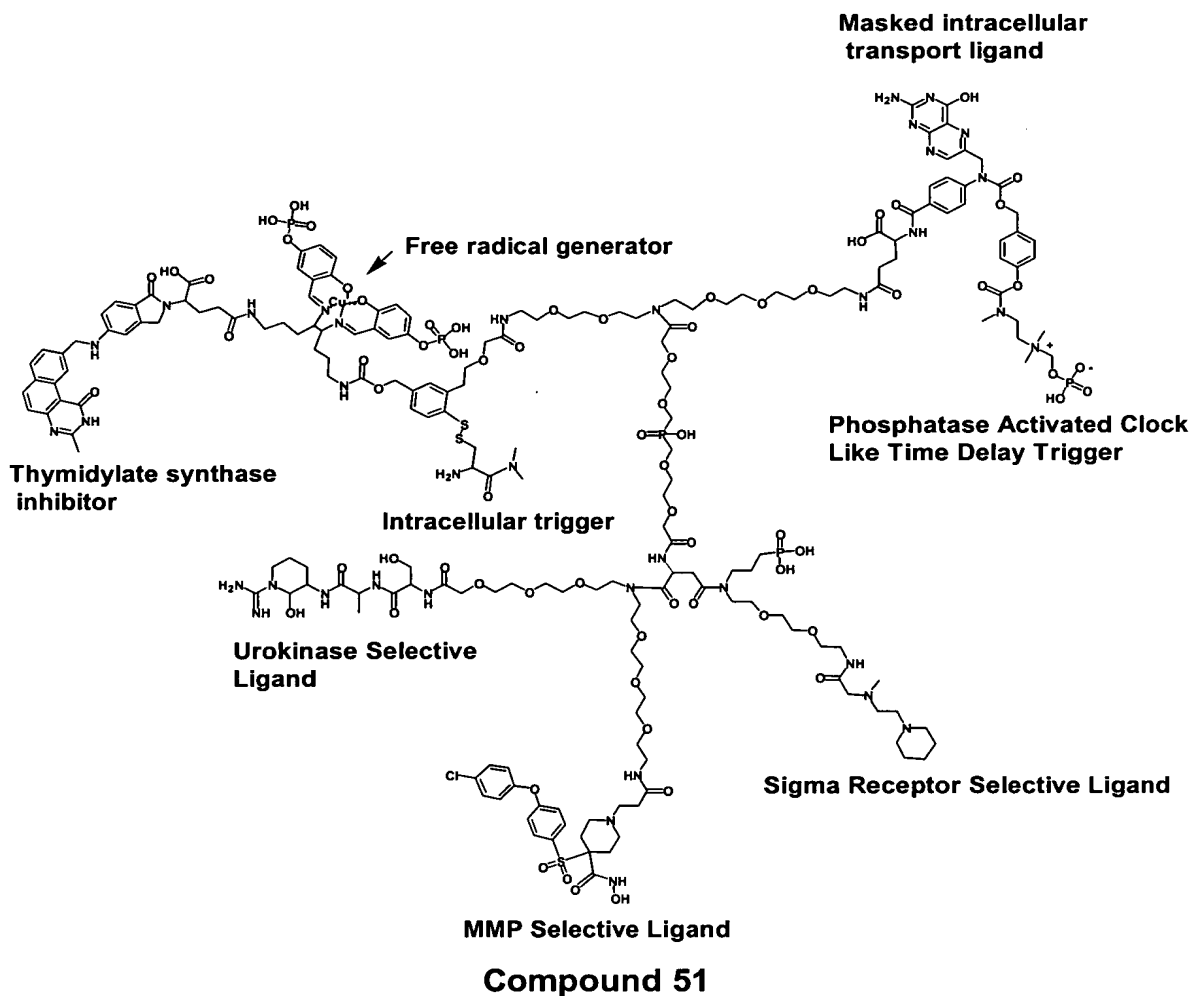 Masked intracellular
transport ligand
Free radical generator
Phosphatase Activated Clock
Like Time Delay Trigger
Thymidylate synthase
inhibitor
Intracellular trigger
Urokinase Selective
Ligand
Sigma Receptor Selective Ligand
MMP Selective Ligand
Compound 51